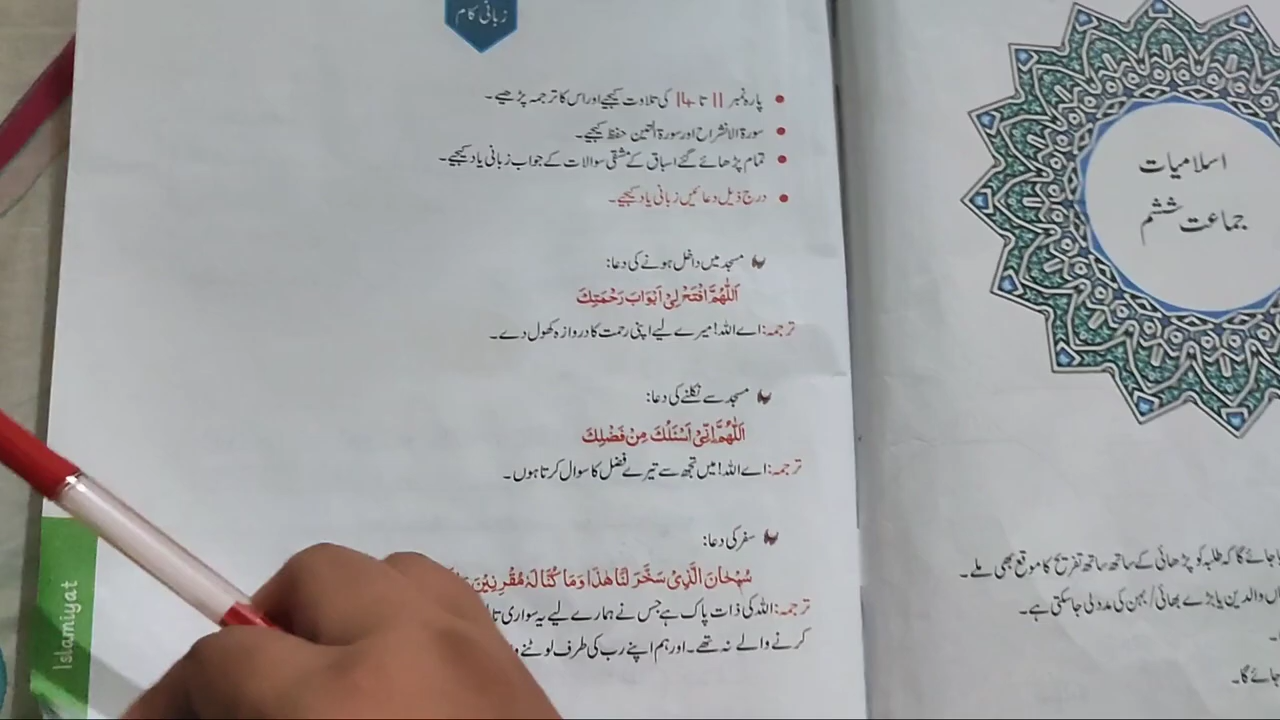 زبانی کام
پارہ نمبر ۱۱ تا ۱۴ کی تلاوت کیجیے اور اس کا ترجمہ پڑھیے۔
سورۃ الانشراح اور سورۃ التین حفظ کیجیے۔
تمام پڑھائے گئے اسباق کے مشقی سوالات کے جواب زبانی یاد کیجیے۔
درج ذیل دعائیں زبانی یاد کیجیے۔
مسجد میں داخل ہونے کی دعا:
اَللّٰهُمَّ افْتَحْ لِیْ اَبْوَابَ رَحْمَتِكَ
ترجمہ: اے اللہ! میرے لیے اپنی رحمت کا دروازہ کھول دے۔
مسجد سے نکلنے کی دعا:
اَللّٰهُمَّ اِنِّیْ اَسْئَلُكَ مِنْ فَضْلِكَ
ترجمہ: اے اللہ! میں تجھ سے تیرے فضل کا سوال کرتا ہوں۔
سفر کی دعا:
سُبْحٰانَ الَّذِیْ سَخَّرَ لَنَا هٰذَا وَمَا كُنَّا لَهٗ مُقْرِنِیْنَ
ترجمہ: اللہ کی ذات پاک ہے جس نے ہمارے لیے یہ سواری
کرنے والے نہ تھے۔ اور ہم اپنے رب کی طرف لوٹنے
Islamiyat
اسلامیات
جماعت ششم
جائے گا کہ طلبہ کو پڑھائی کے ساتھ ساتھ تفریح کا موقع بھی ملے۔
والدین یا بڑے بھائی/بہن کی مدد لی جا سکتی ہے۔
جائے گا۔